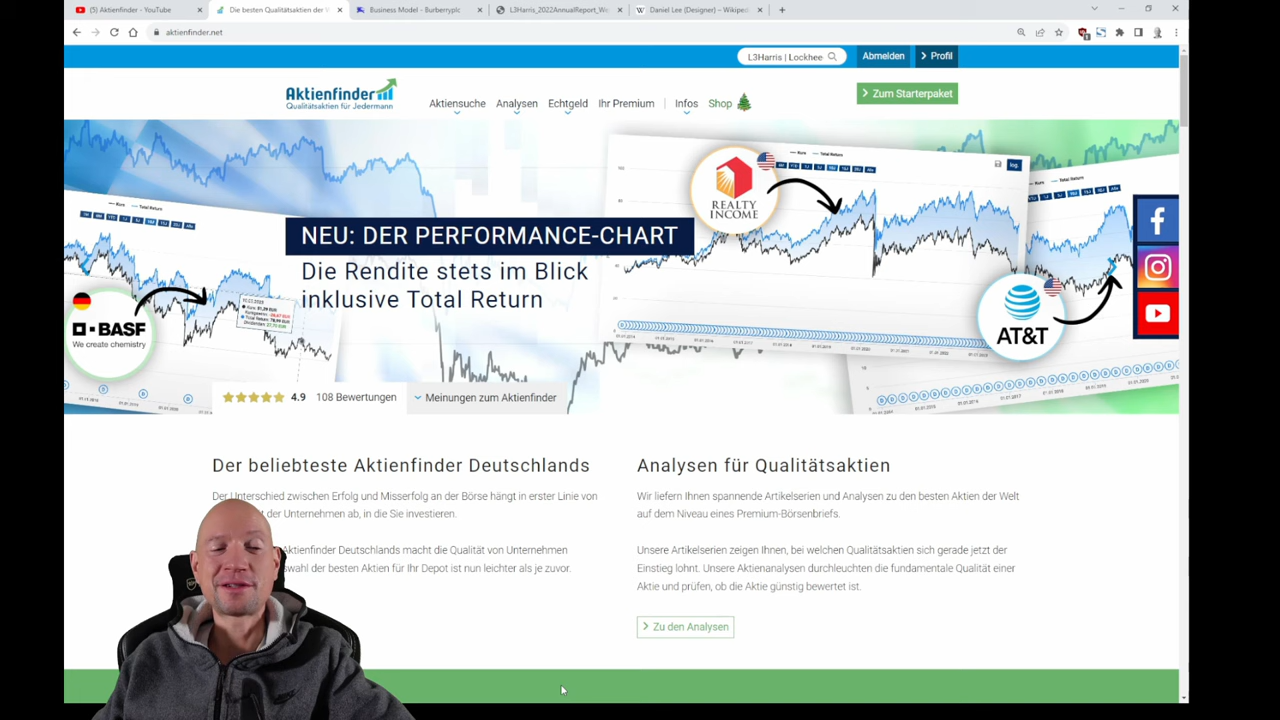 (5) Aktienfinder - YouTube
Die besten Qualitätsaktien der W
Business Model - Burberryplc
L3Harris_2022AnnualReport_We
Daniel Lee (Designer) – Wikiped
aktienfinder.net
L3Harris | Lockhee
Abmelden
Profil
Aktienfinder
Qualitätsaktien für Jedermann
Aktiensuche
Analysen
Echtgeld
Ihr Premium
Infos
Shop
Zum Starterpaket
NEU: DER PERFORMANCE-CHART
Die Rendite stets im Blick
inklusive Total Return
REALTY
INCOME
BASF
We create chemistry
AT&T
4.9
108 Bewertungen
Meinungen zum Aktienfinder
Der beliebteste Aktienfinder Deutschlands
Der Unterschied zwischen Erfolg und Misserfolg an der Börse hängt in erster Linie von
der Unternehmen ab, in die Sie investieren.
Aktienfinder Deutschlands macht die Qualität von Unternehmen
der besten Aktien für Ihr Depot ist nun leichter als je zuvor.
Analysen für Qualitätsaktien
Wir liefern Ihnen spannende Artikelserien und Analysen zu den besten Aktien der Welt
auf dem Niveau eines Premium-Börsenbriefs.
Unsere Artikelserien zeigen Ihnen, bei welchen Qualitätsaktien sich gerade jetzt der
Einstieg lohnt. Unsere Aktienanalysen durchleuchten die fundamentale Qualität einer
Aktie und prüfen, ob die Aktie günstig bewertet ist.
Zu den Analysen